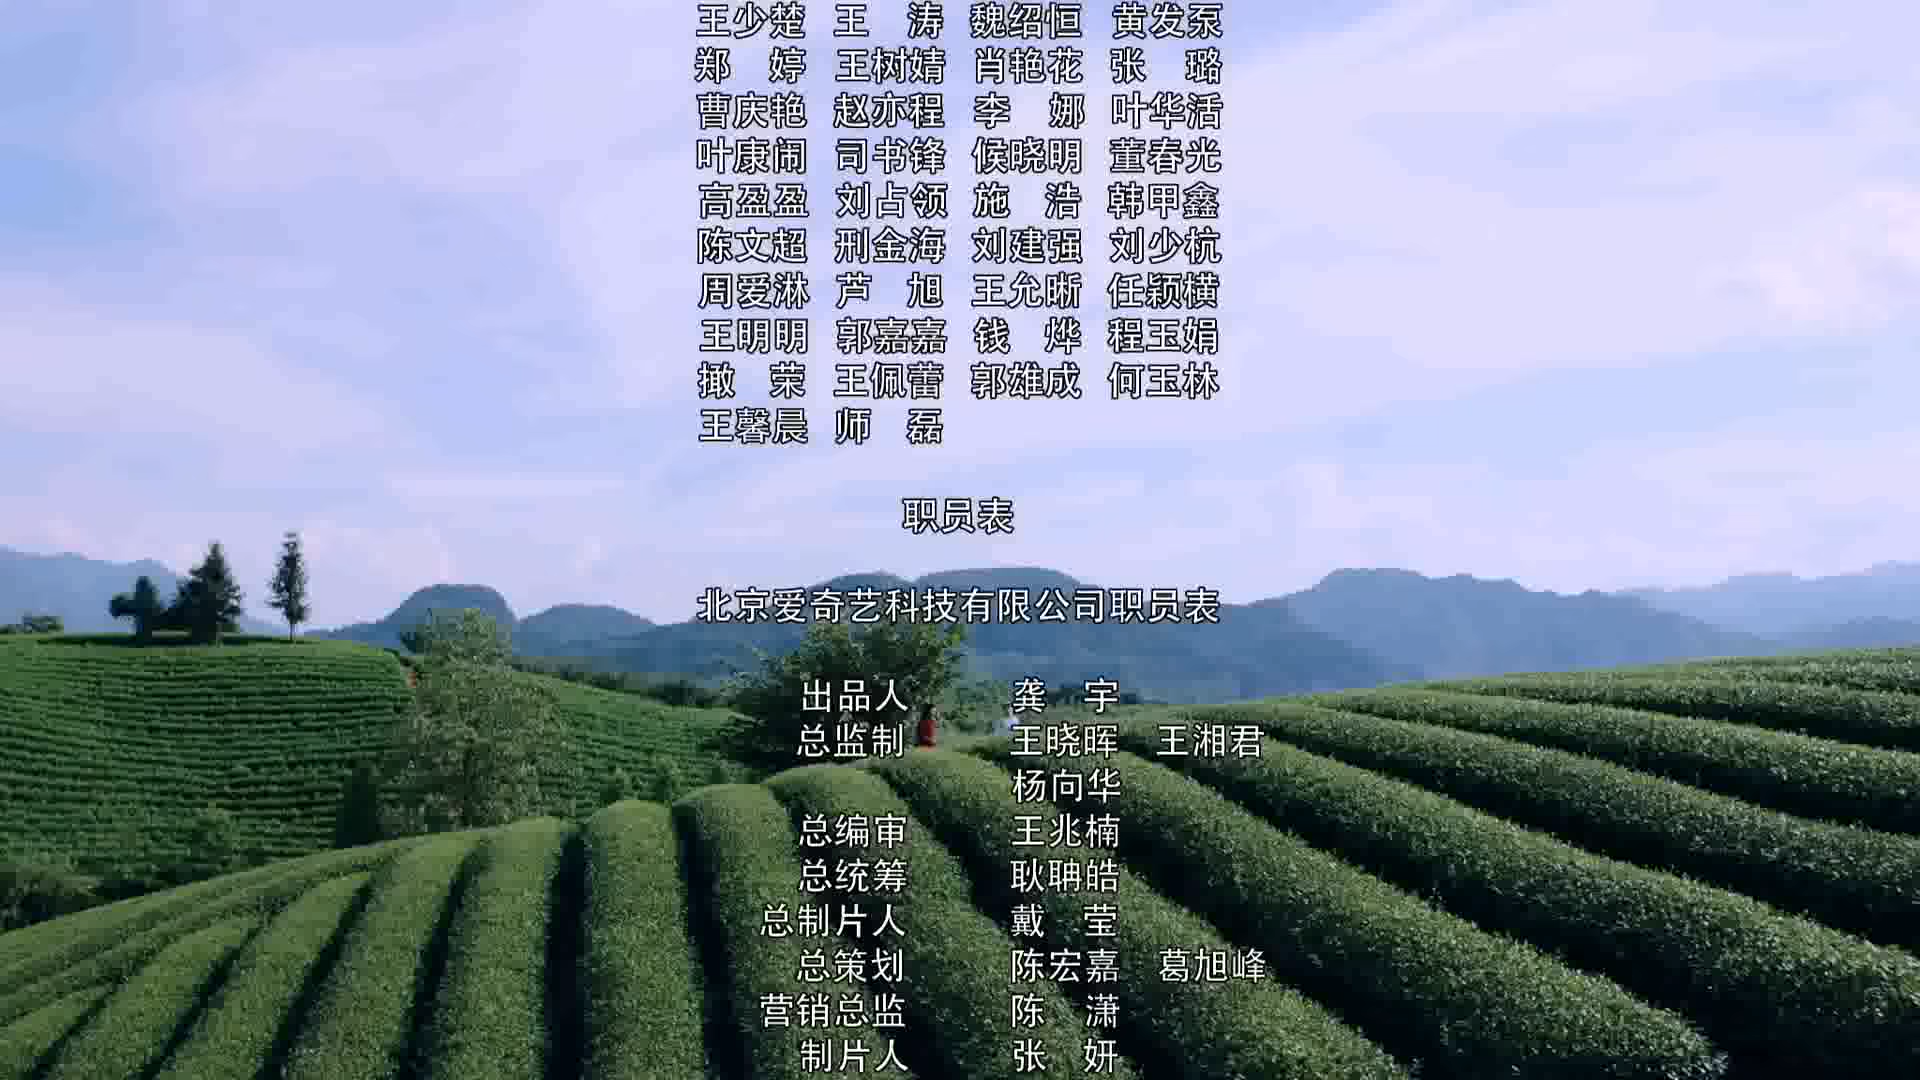 王少楚 王 涛 魏绍恒 黄发泵
郑 婷 王树婧 肖艳花 张 璐
曹庆艳 赵亦程 李 娜 叶华活
叶康闹 司书锋 候晓明 董春光
高盈盈 刘占领 施 浩 韩甲鑫
陈文超 刑金海 刘建强 刘少杭
周爱淋 芦 旭 王允晰 任颖横
王明明 郭嘉嘉 钱 烨 程玉娟
撖 荣 王佩蕾 郭雄成 何玉林
王馨晨 师 磊
职员表
北京爱奇艺科技有限公司职员表
出品人 龚 宇
总监制 王晓晖 王湘君
杨向华
总编审 王兆楠
总统筹 耿聃皓
总制片人 戴 莹
总策划 陈宏嘉 葛旭峰
营销总监 陈 潇
制片人 张 妍